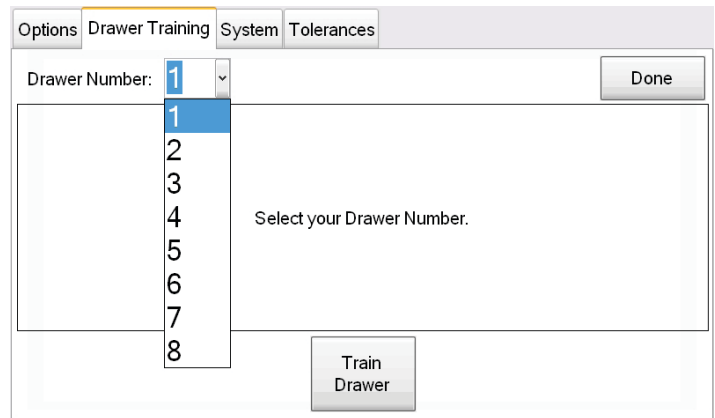 Options Drawer Training System Tolerances
Drawer Number: 1 Done
1
2
3
4 Select your Drawer Number.
5
6
7
8
Train
Drawer